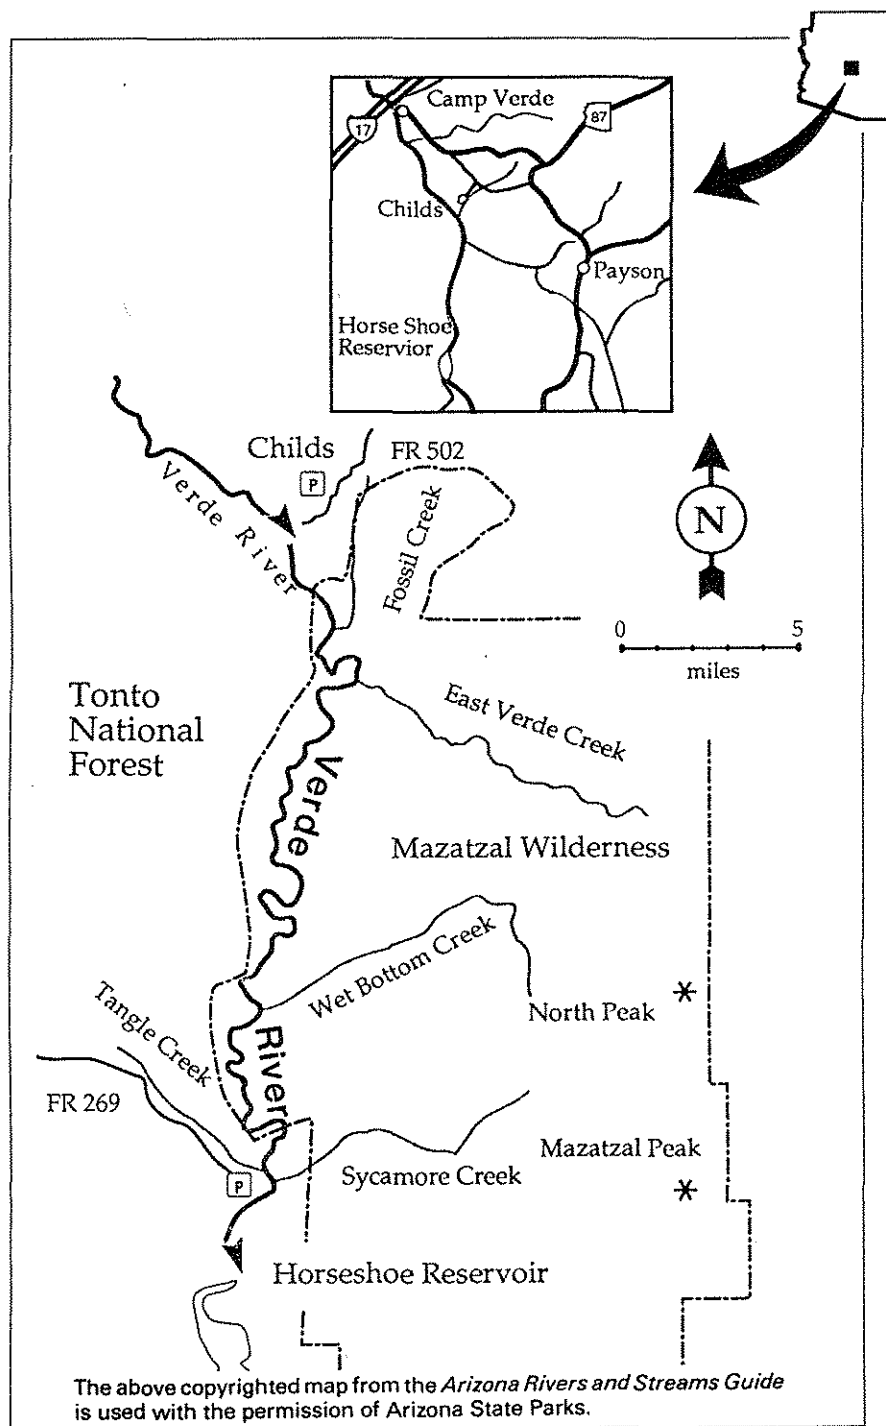 Camp Verde
17
87
Childs
Payson
Horse Shoe
Reservior
Childs
P
FR 502
Verde River
Fossil Creek
N
0 5
miles
Tonto
National
Forest
East Verde Creek
Verde
Mazatzal Wilderness
Wet Bottom Creek
Tangle Creek
North Peak
River
FR 269
Mazatzal Peak
P
Sycamore Creek
Horseshoe Reservoir
The above copyrighted map from the Arizona Rivers and Streams Guide
is used with the permission of Arizona State Parks.